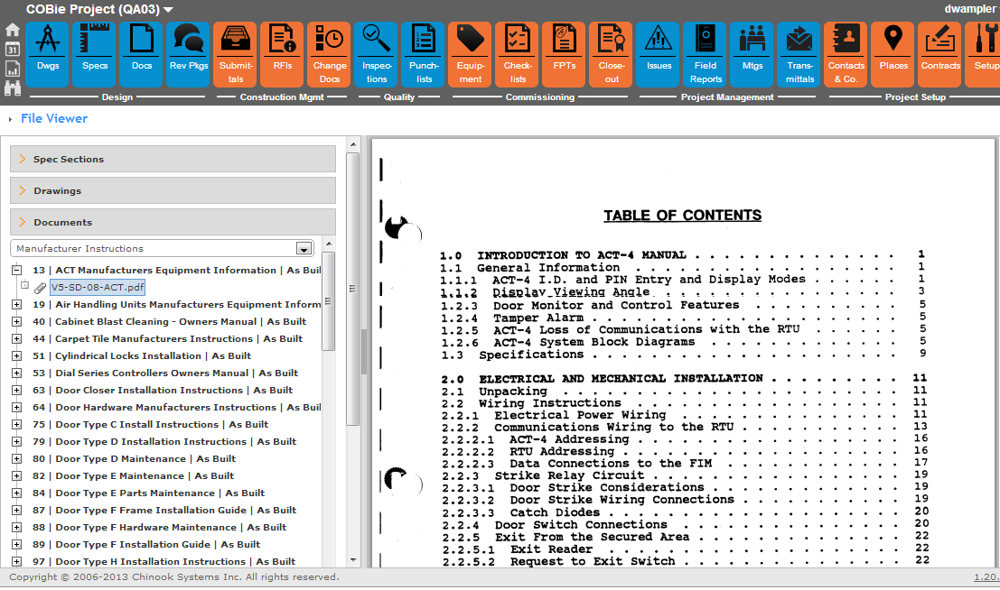 COBie Project (QA03)
dwampler
31
Dwgs
Specs
Docs
Rev Pkgs
Submit-
tals
RFIs
Change
Docs
Inspec-
tions
Punch-
lists
Equip-
ment
Check-
lists
FPTs
Close-
out
Issues
Field
Reports
Mtgs
Trans-
mittals
Contacts
& Co.
Places
Contracts
Setup
Design
Construction Mgmt
Quality
Commissioning
Project Management
Project Setup
File Viewer
Spec Sections
Drawings
Documents
Manufacturer Instructions
13 | ACT Manufacturers Equipment Information | As Buil
V5-SD-08-ACT.pdf
19 | Air Handling Units Manufacturers Equipment Inform
40 | Cabinet Blast Cleaning - Owners Manual | As Built
44 | Carpet Tile Manufacturers Instructions | As Built
51 | Cylindrical Locks Installation | As Built
53 | Dial Series Controllers Owners Manual | As Built
63 | Door Closer Installation Instructions | As Built
64 | Door Hardware Manufacturers Instructions | As Buil
75 | Door Type C Install Instructions | As Built
79 | Door Type D Installation Instructions | As Built
80 | Door Type D Maintenance | As Built
82 | Door Type E Maintenance | As Built
84 | Door Type E Parts Maintenance | As Built
87 | Door Type F Frame Installation Guide | As Built
88 | Door Type F Hardware Maintenance | As Built
89 | Door Type F Installation Guide | As Built
97 | Door Type H Installation Instructions | As Built
TABLE OF CONTENTS
1.0 INTRODUCTION TO ACT-4 MANUAL . . . . . . . . . . . . . . 1
1.1 General Information . . . . . . . . . . . . . . . . . . 1
1.1.1 ACT-4 I.D. and PIN Entry and Display Modes . . . . . . 1
1.1.2 Display Viewing Angle . . . . . . . . . . . . . . . . 3
1.2.3 Door Monitor and Control Features . . . . . . . . . . 5
1.2.4 Tamper Alarm . . . . . . . . . . . . . . . . . . . . 5
1.2.5 ACT-4 Loss of Communications with the RTU . . . . . . 5
1.2.6 ACT-4 System Block Diagrams . . . . . . . . . . . . . 5
1.3 Specifications . . . . . . . . . . . . . . . . . . . . 9
2.0 ELECTRICAL AND MECHANICAL INSTALLATION . . . . . . . . . 11
2.1 Unpacking . . . . . . . . . . . . . . . . . . . . . . 11
2.2 Wiring Instructions . . . . . . . . . . . . . . . . . . 11
2.2.1 Electrical Power Wiring . . . . . . . . . . . . . . . 11
2.2.2 Communications Wiring to the RTU . . . . . . . . . . . 13
2.2.2.1 ACT-4 Addressing . . . . . . . . . . . . . . . . . 16
2.2.2.2 RTU Addressing . . . . . . . . . . . . . . . . . . 16
2.2.2.3 Data Connections to the FIM . . . . . . . . . . . . 17
2.2.3 Strike Relay Circuit . . . . . . . . . . . . . . . . . 19
2.2.3.1 Door Strike Considerations . . . . . . . . . . . . . 19
2.2.3.2 Door Strike Wiring Connections . . . . . . . . . . . 19
2.2.3.3 Catch Diodes . . . . . . . . . . . . . . . . . . . . 20
2.2.4 Door Switch Connections . . . . . . . . . . . . . . . 20
2.2.5 Exit From the Secured Area . . . . . . . . . . . . . . 22
2.2.5.1 Exit Reader . . . . . . . . . . . . . . . . . . . . 22
2.2.5.2 Request to Exit Switch . . . . . . . . . . . . . . . 22
Copyright © 2006-2013 Chinook Systems Inc. All rights reserved.
1.20.